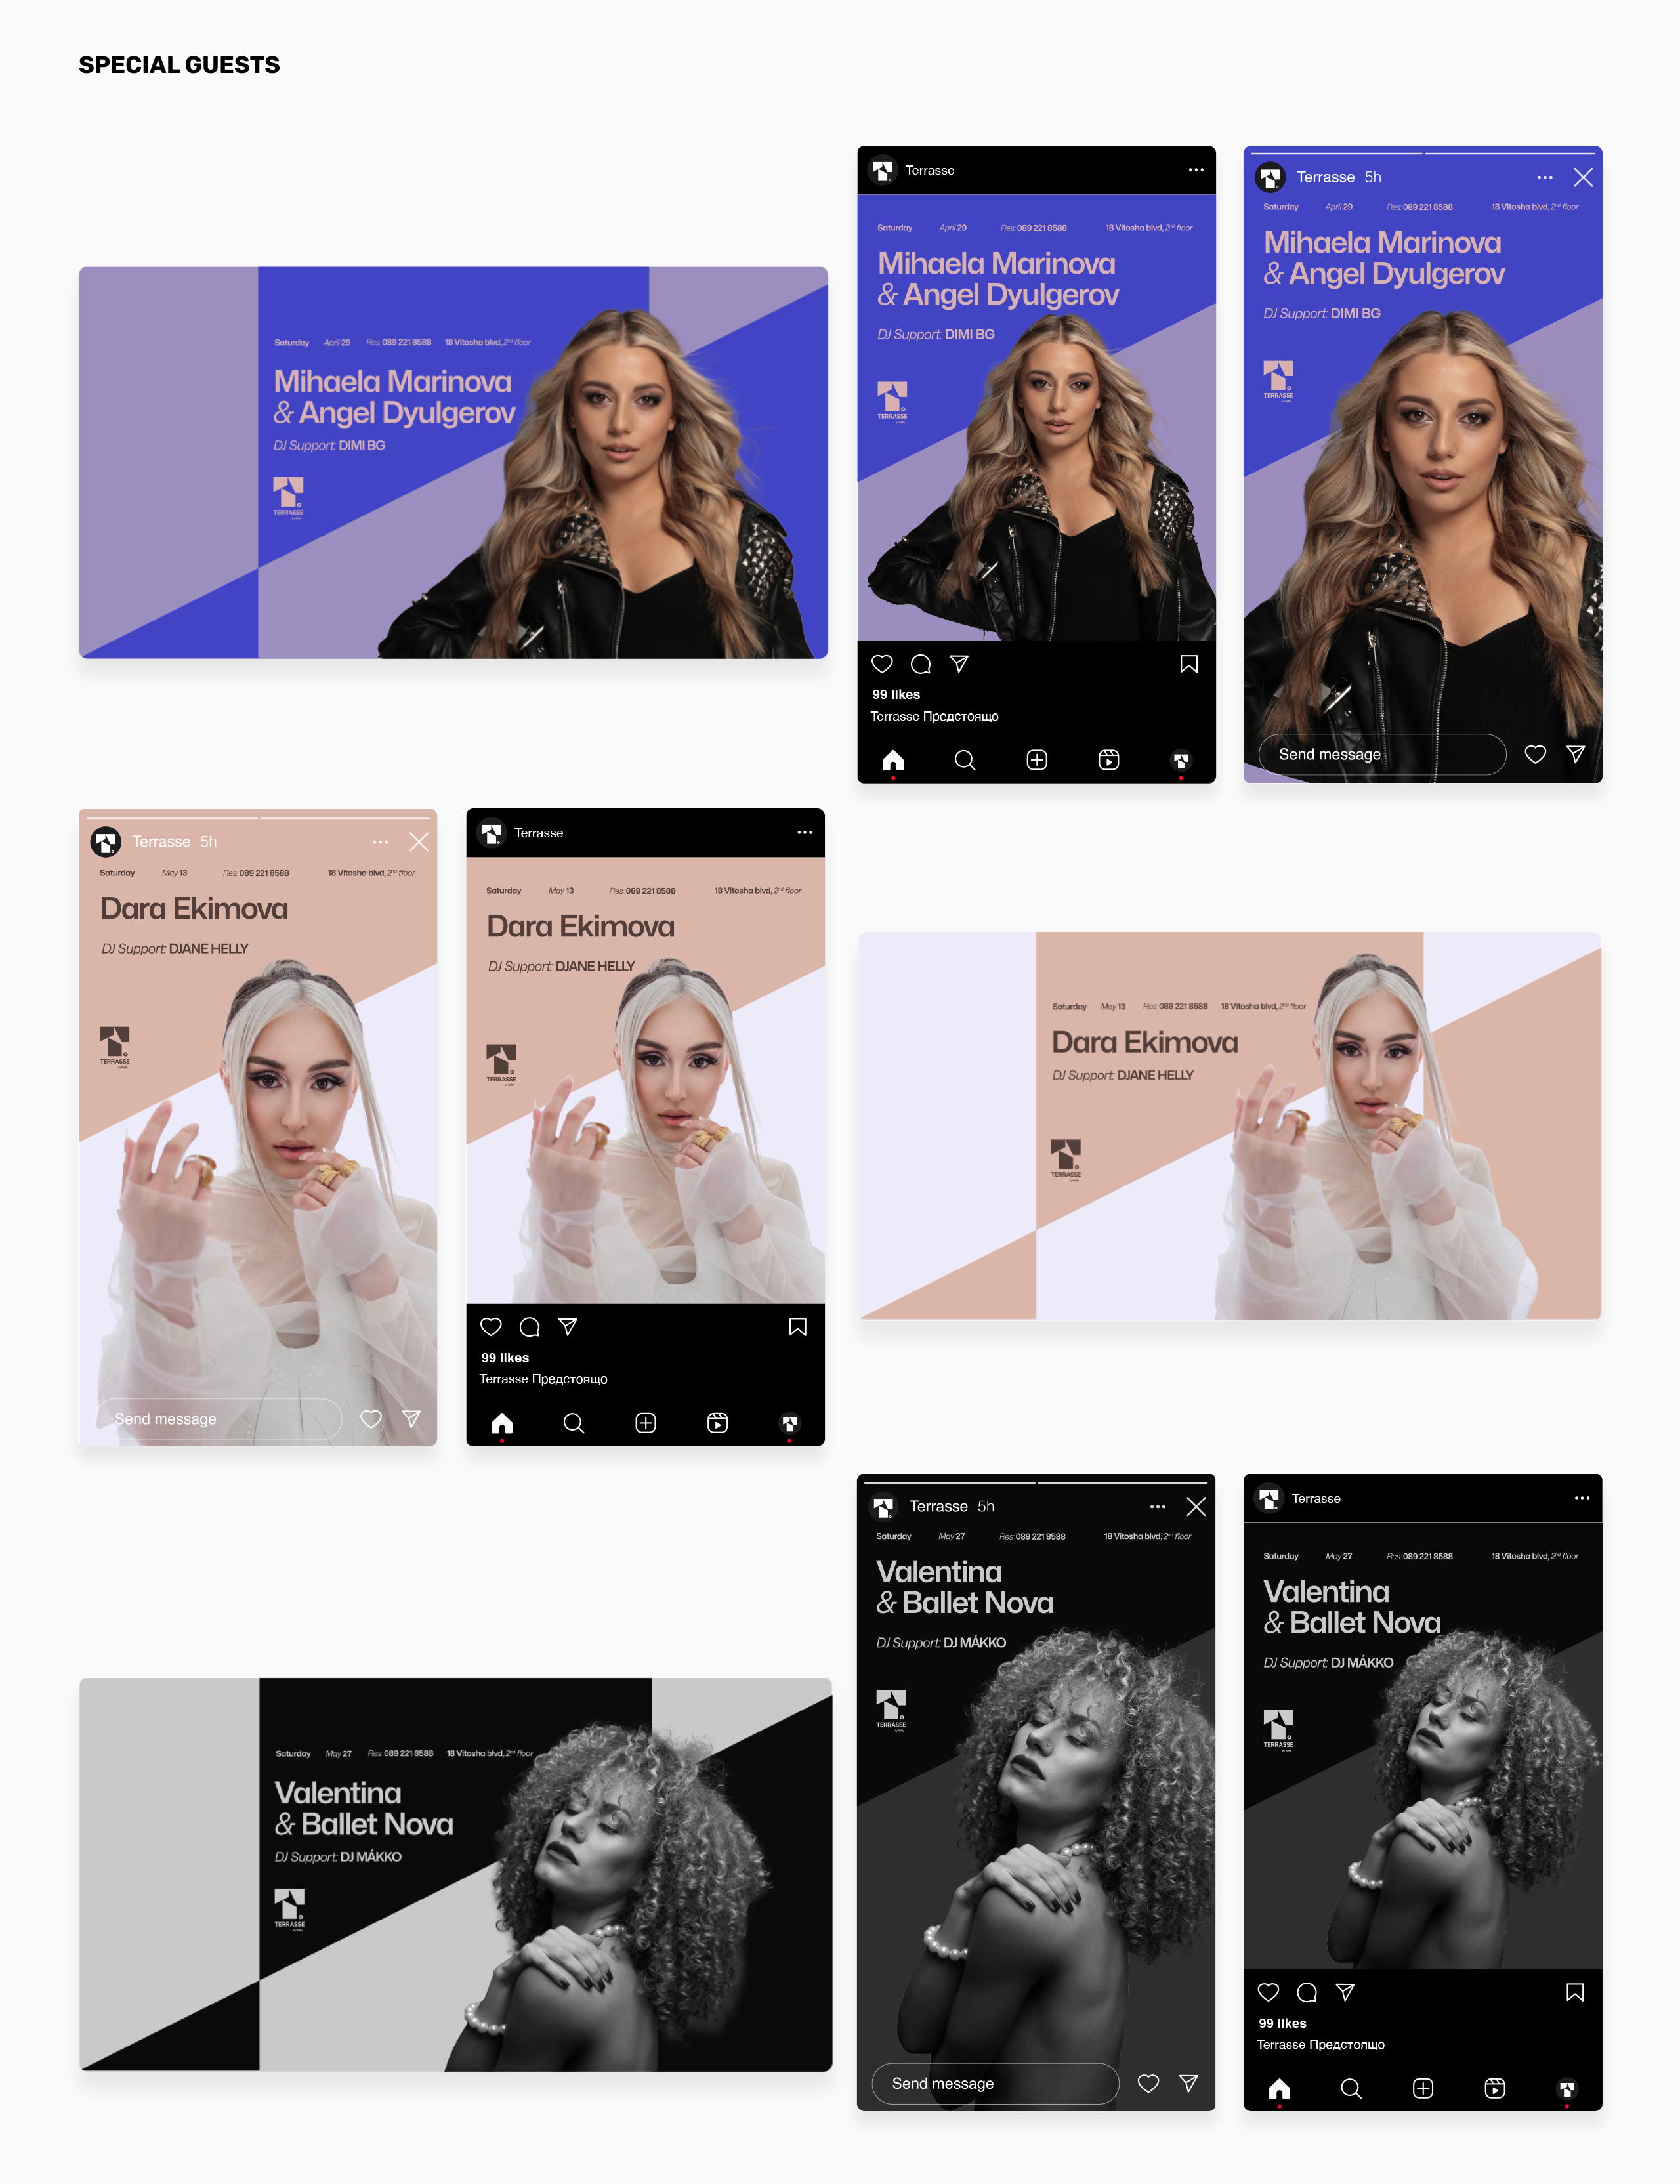 SPECIAL GUESTS
Saturday April 29 Res: 089 221 8588 18 Vitosha blvd, 2nd floor
Mihaela Marinova
& Angel Dyulgerov
DJ Support: DIMI BG
TERRASSE
Terrasse
Saturday April 29 Res: 089 221 8588 18 Vitosha blvd, 2nd floor
Mihaela Marinova
& Angel Dyulgerov
DJ Support: DIMI BG
TERRASSE
99 likes
Terrasse Предстоящо
Terrasse 5h
Saturday April 29 Res: 089 221 8588 18 Vitosha blvd, 2nd floor
Mihaela Marinova
& Angel Dyulgerov
DJ Support: DIMI BG
TERRASSE
Send message
Terrasse 5h
Saturday May 13 Res: 089 221 8588 18 Vitosha blvd, 2nd floor
Dara Ekimova
DJ Support: DJANE HELLY
TERRASSE
Send message
Terrasse
Saturday May 13 Res: 089 221 8588 18 Vitosha blvd, 2nd floor
Dara Ekimova
DJ Support: DJANE HELLY
TERRASSE
99 likes
Terrasse Предстоящо
Saturday May 13 Res: 089 221 8588 18 Vitosha blvd, 2nd floor
Dara Ekimova
DJ Support: DJANE HELLY
TERRASSE
Saturday May 27 Res: 089 221 8588 18 Vitosha blvd, 2nd floor
Valentina
& Ballet Nova
DJ Support: DJ MÁKKO
TERRASSE
Terrasse 5h
Saturday May 27 Res: 089 221 8588 18 Vitosha blvd, 2nd floor
Valentina
& Ballet Nova
DJ Support: DJ MÁKKO
TERRASSE
Send message
Terrasse
Saturday May 27 Res: 089 221 8588 18 Vitosha blvd, 2nd floor
Valentina
& Ballet Nova
DJ Support: DJ MÁKKO
TERRASSE
99 likes
Terrasse Предстоящо